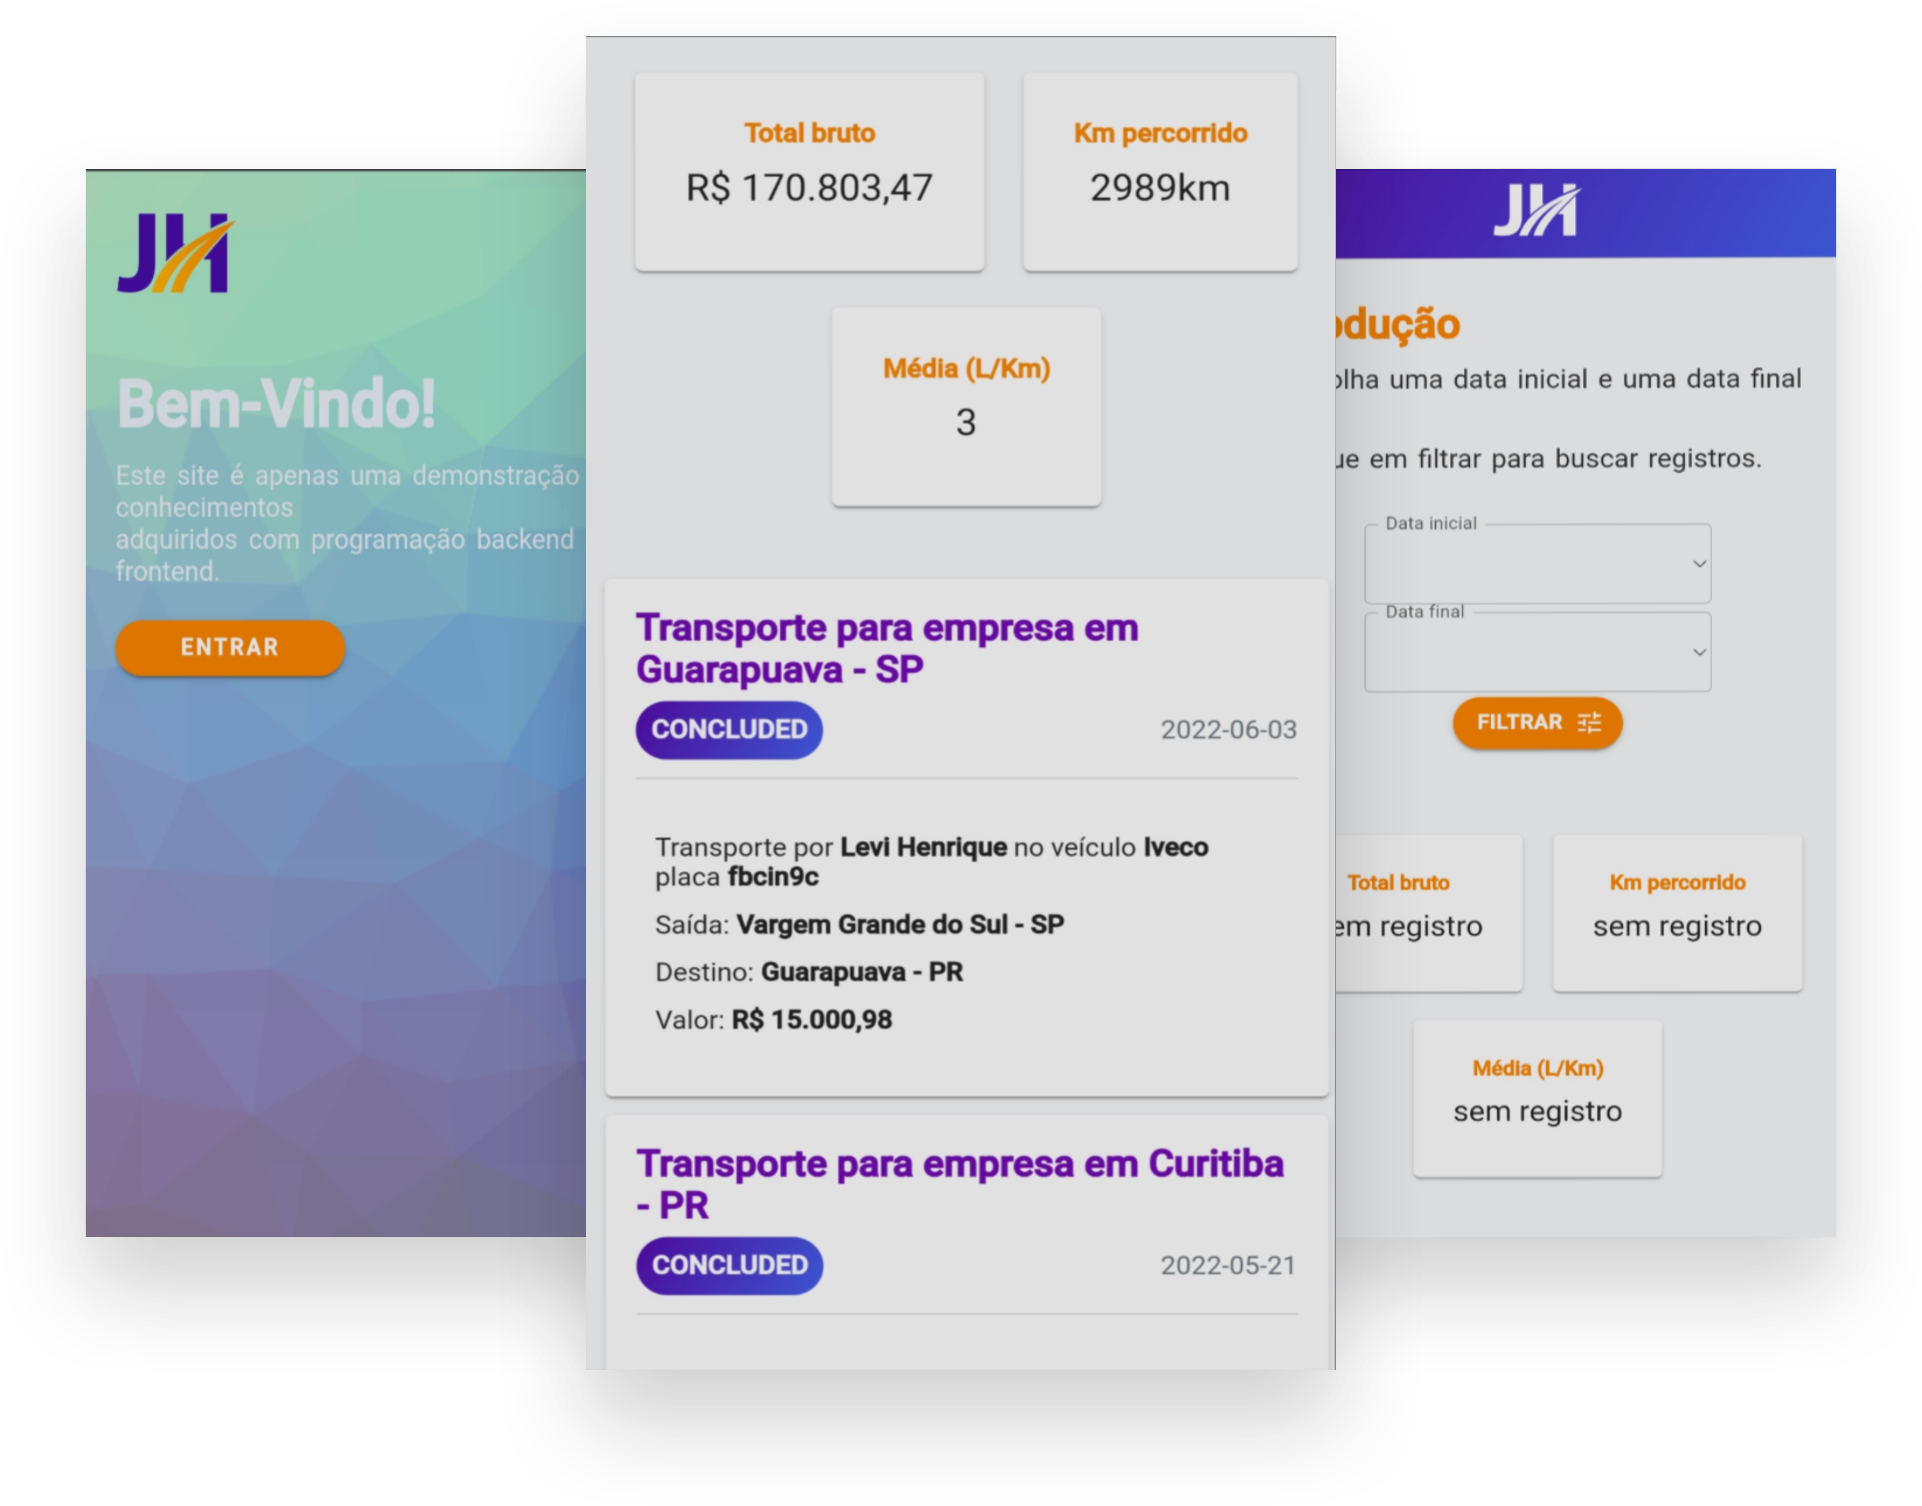 JH
Bem-Vindo!
Este site é apenas uma demonstração
conhecimentos
adquiridos com programação backend
frontend.
ENTRAR
Total bruto
R$ 170.803,47
Km percorrido
2989km
Média (L/Km)
3
Transporte para empresa em
Guarapuava - SP
CONCLUDED
2022-06-03
Transporte por Levi Henrique no veículo Iveco
placa fbcin9c
Saída: Vargem Grande do Sul - SP
Destino: Guarapuava - PR
Valor: R$ 15.000,98
Transporte para empresa em Curitiba
- PR
CONCLUDED
2022-05-21
JH
odução
olha uma data inicial e uma data final
ue em filtrar para buscar registros.
Data inicial
Data final
FILTRAR
Total bruto
em registro
Km percorrido
sem registro
Média (L/Km)
sem registro